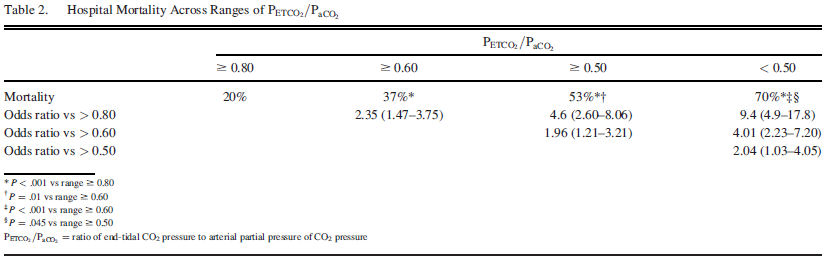 Table 2. Hospital Mortality Across Ranges of PETCO2/PaCO2
PETCO2/PaCO2
≥ 0.80 ≥ 0.60 ≥ 0.50 < 0.50
Mortality 20% 37%* 53%*† 70%*‡§
Odds ratio vs > 0.80 2.35 (1.47–3.75) 4.6 (2.60–8.06) 9.4 (4.9–17.8)
Odds ratio vs > 0.60 1.96 (1.21–3.21) 4.01 (2.23–7.20)
Odds ratio vs > 0.50 2.04 (1.03–4.05)
* P < .001 vs range ≥ 0.80
† P = .01 vs range ≥ 0.60
‡ P < .001 vs range ≥ 0.60
§ P = .045 vs range ≥ 0.50
PETCO2/PaCO2 = ratio of end-tidal CO2 pressure to arterial partial pressure of CO2 pressure